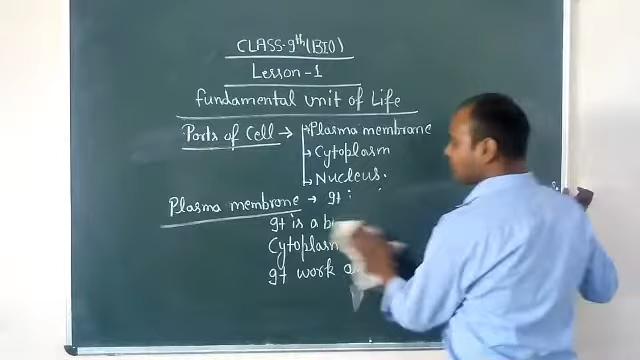 CLASS-9th (BIO)
Lesson-1
fundamental unit of Life
Parts of Cell → Plasma membrane
→ Cytoplasm
→ Nucleus.
Plasma membrane → It i
It is a b
Cytoplasm
It work